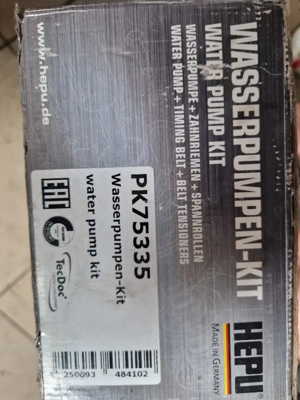 WASSERPUMPEN-KIT
WATER PUMP KIT
WASSERPUMPE + ZAHNRIEMEN + SPANNROLLEN
WATER PUMP + TIMING BELT + BELT TENSIONERS
www.hepu.de
HEPU
MADE IN GERMANY
PK75335
Wasserpumpen-Kit
water pump kit
EAC
TecDoc
250093 484102